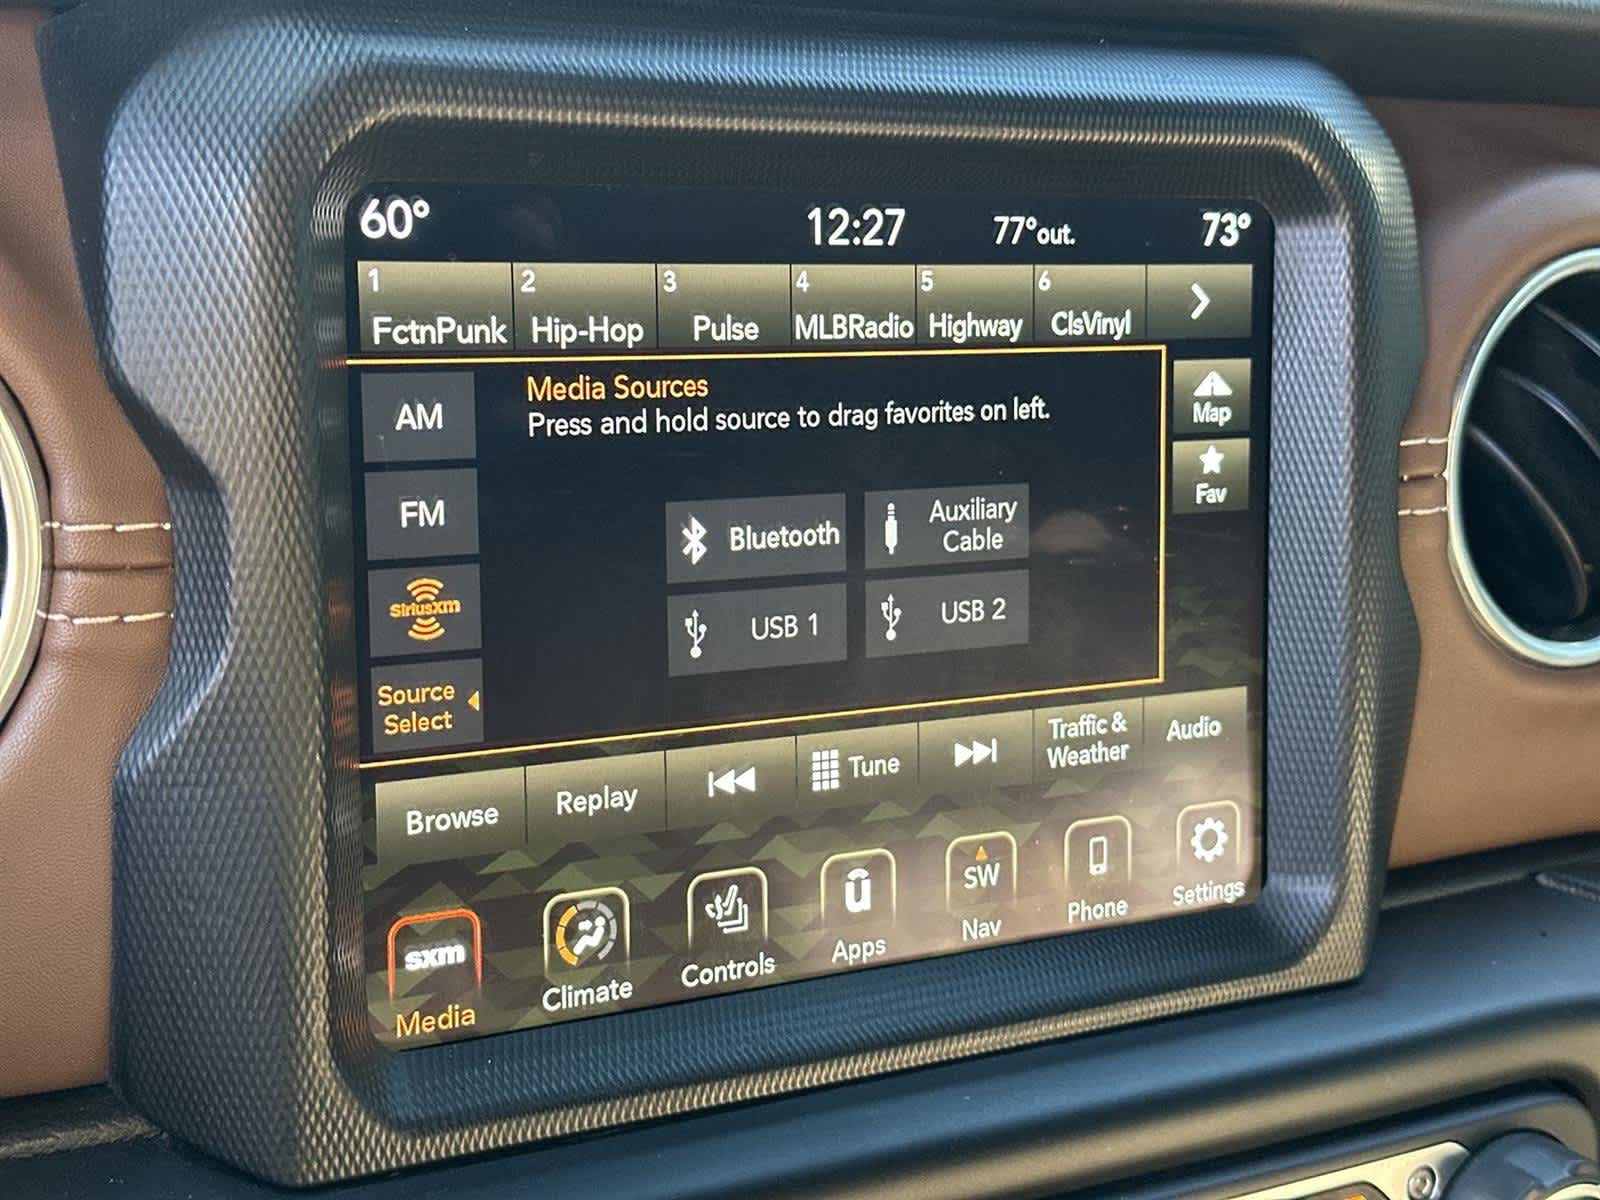 60° 12:27 77°out. 73°
1 2 3 4 5 6
FctnPunk Hip-Hop Pulse MLBRadio Highway ClsVinyl
AM
Media Sources
Press and hold source to drag favorites on left.
Map
FM
Fav
Bluetooth
Auxiliary
Cable
SiriusXM
USB 1
USB 2
Source
Select
Browse
Replay
Tune
Traffic &
Weather
Audio
sxm
SW
Media
Climate
Controls
Apps
Nav
Phone
Settings